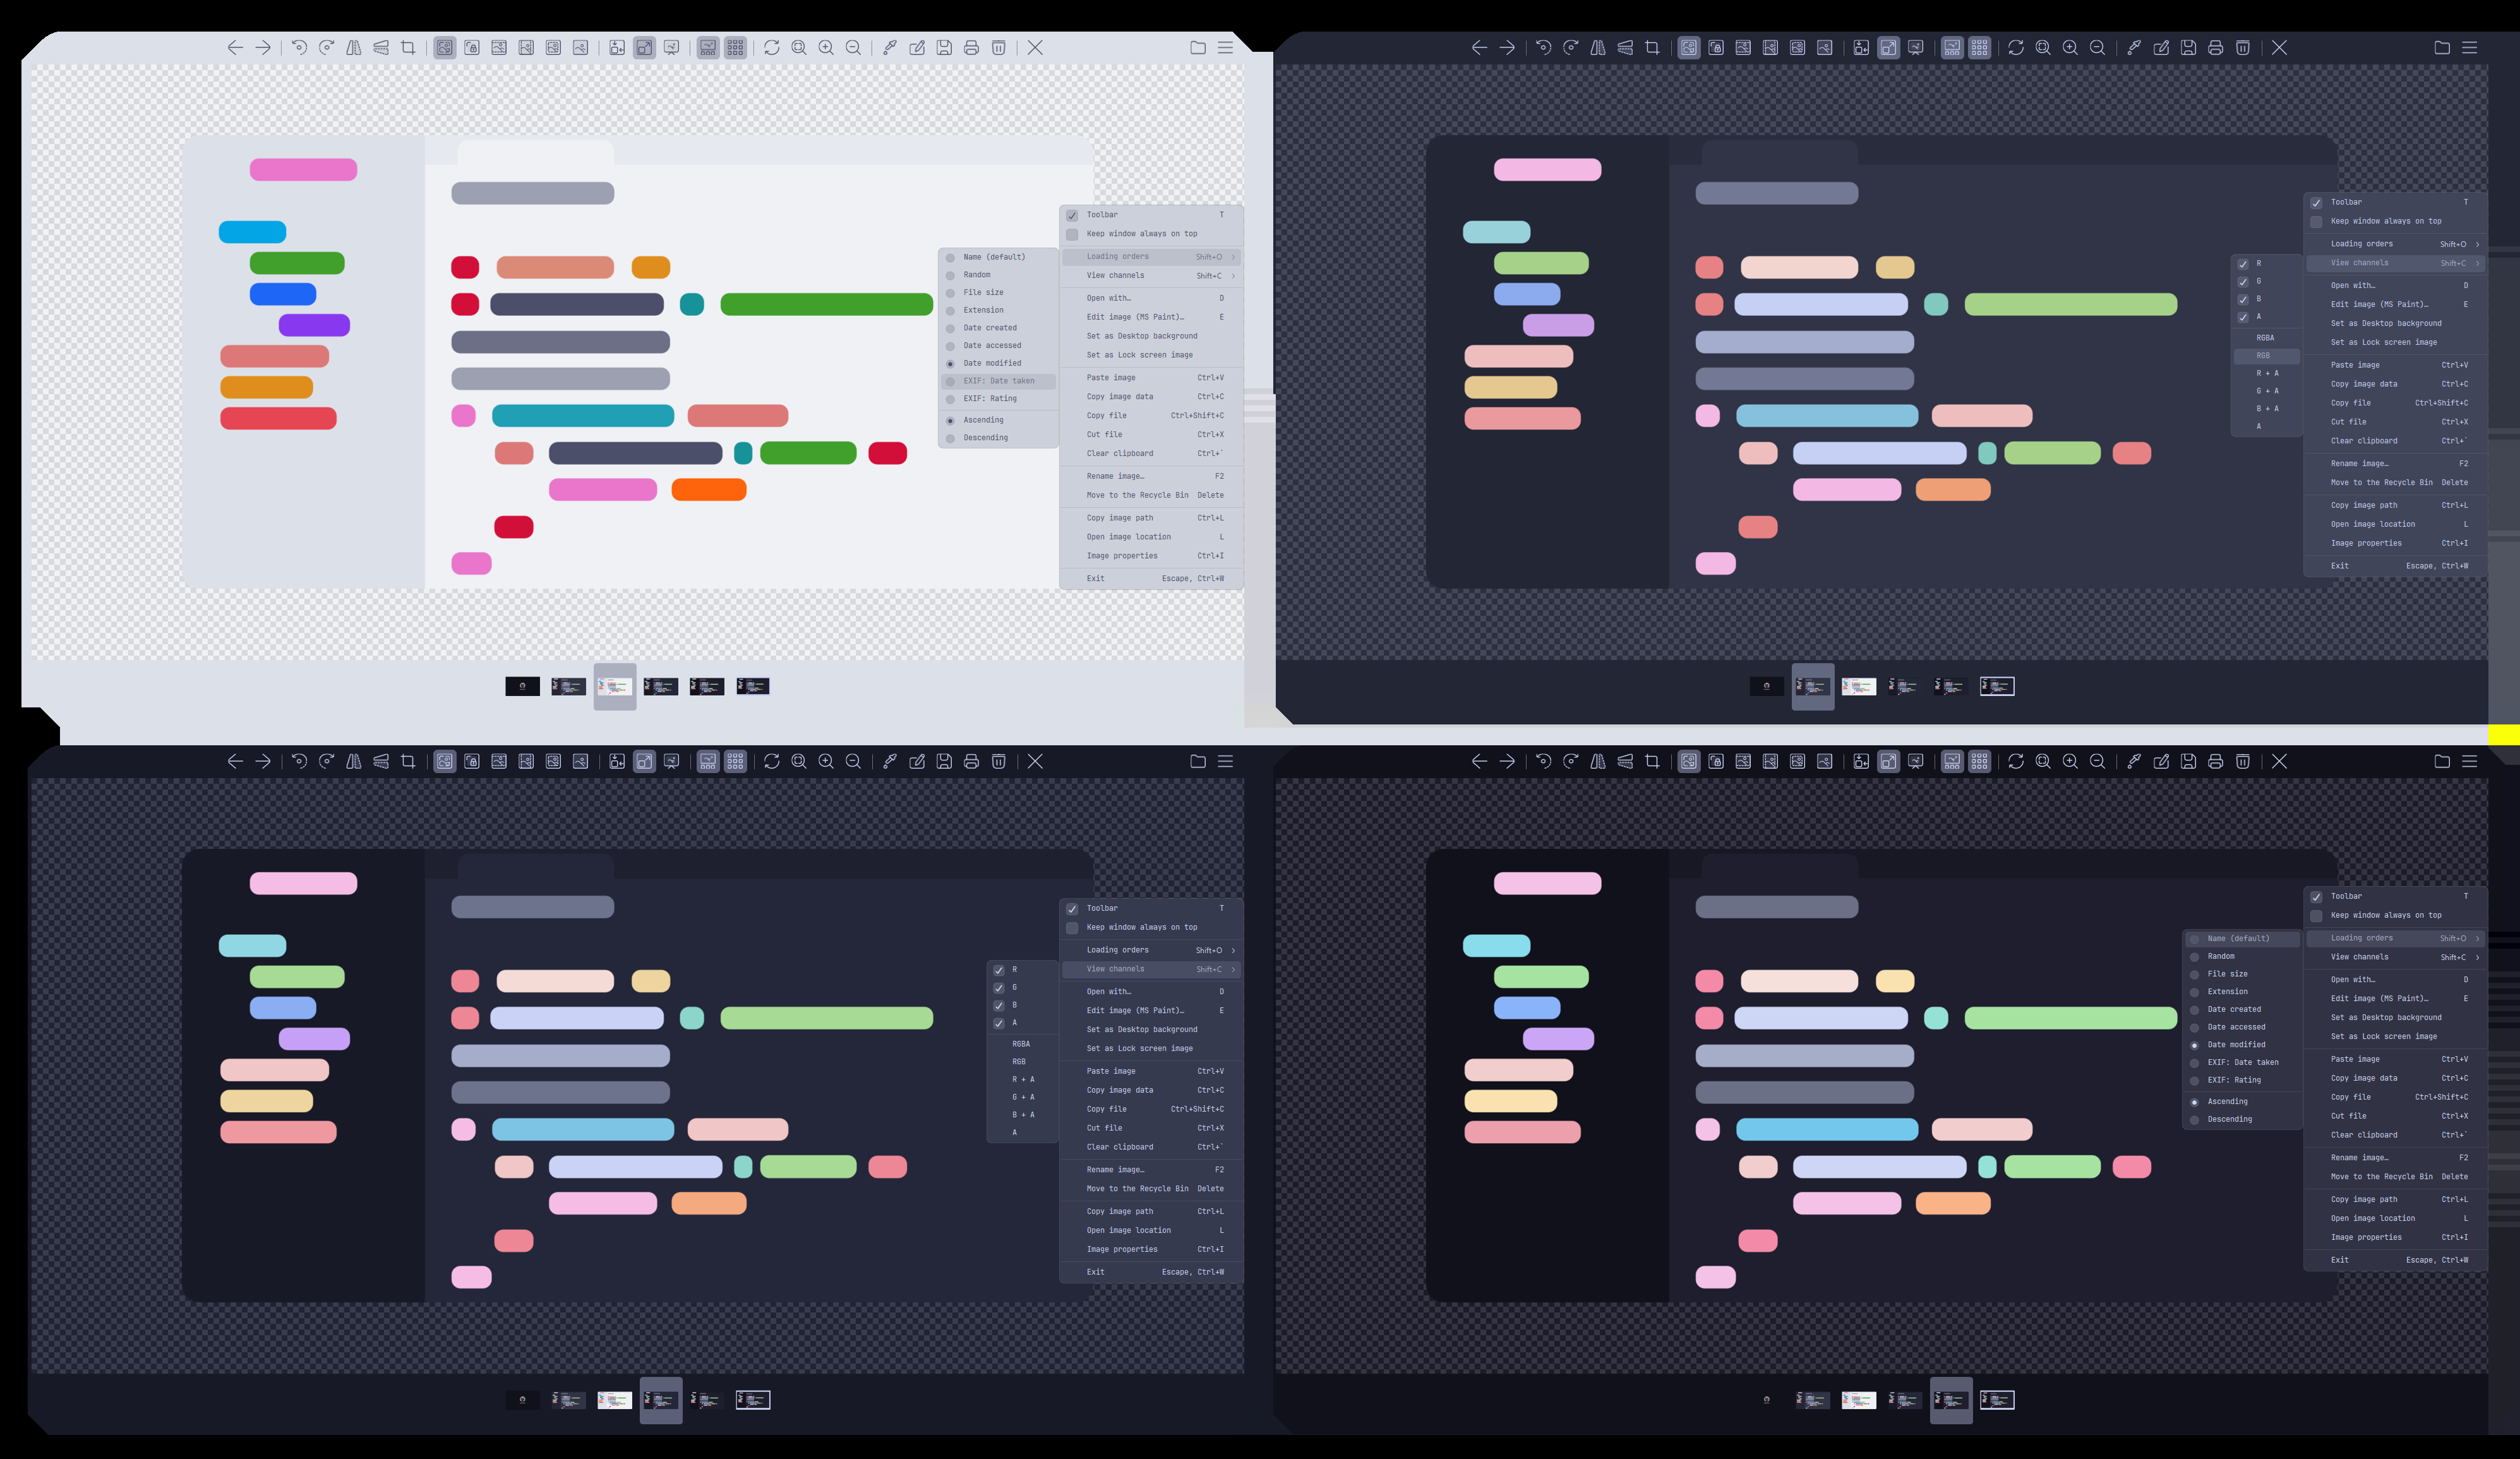 Toolbar T
Keep window always on top
Loading orders Shift+O
View channels Shift+C
Open with… D
Edit image (MS Paint)… E
Set as Desktop background
Set as Lock screen image
Paste image Ctrl+V
Copy image data Ctrl+C
Copy file Ctrl+Shift+C
Cut file Ctrl+X
Clear clipboard Ctrl+`
Rename image… F2
Move to the Recycle Bin Delete
Copy image path Ctrl+L
Open image location L
Image properties Ctrl+I
Exit Escape, Ctrl+W
Name (default)
Random
File size
Extension
Date created
Date accessed
Date modified
EXIF: Date taken
EXIF: Rating
Ascending
Descending
Toolbar T
Keep window always on top
Loading orders Shift+O
View channels Shift+C
Open with… D
Edit image (MS Paint)… E
Set as Desktop background
Set as Lock screen image
Paste image Ctrl+V
Copy image data Ctrl+C
Copy file Ctrl+Shift+C
Cut file Ctrl+X
Clear clipboard Ctrl+`
Rename image… F2
Move to the Recycle Bin Delete
Copy image path Ctrl+L
Open image location L
Image properties Ctrl+I
Exit Escape, Ctrl+W
R
G
B
A
RGBA
RGB
R + A
G + A
B + A
A
Toolbar T
Keep window always on top
Loading orders Shift+O
View channels Shift+C
Open with… D
Edit image (MS Paint)… E
Set as Desktop background
Set as Lock screen image
Paste image Ctrl+V
Copy image data Ctrl+C
Copy file Ctrl+Shift+C
Cut file Ctrl+X
Clear clipboard Ctrl+`
Rename image… F2
Move to the Recycle Bin Delete
Copy image path Ctrl+L
Open image location L
Image properties Ctrl+I
Exit Escape, Ctrl+W
R
G
B
A
RGBA
RGB
R + A
G + A
B + A
A
Toolbar T
Keep window always on top
Loading orders Shift+O
View channels Shift+C
Open with… D
Edit image (MS Paint)… E
Set as Desktop background
Set as Lock screen image
Paste image Ctrl+V
Copy image data Ctrl+C
Copy file Ctrl+Shift+C
Cut file Ctrl+X
Clear clipboard Ctrl+`
Rename image… F2
Move to the Recycle Bin Delete
Copy image path Ctrl+L
Open image location L
Image properties Ctrl+I
Exit Escape, Ctrl+W
Name (default)
Random
File size
Extension
Date created
Date accessed
Date modified
EXIF: Date taken
EXIF: Rating
Ascending
Descending